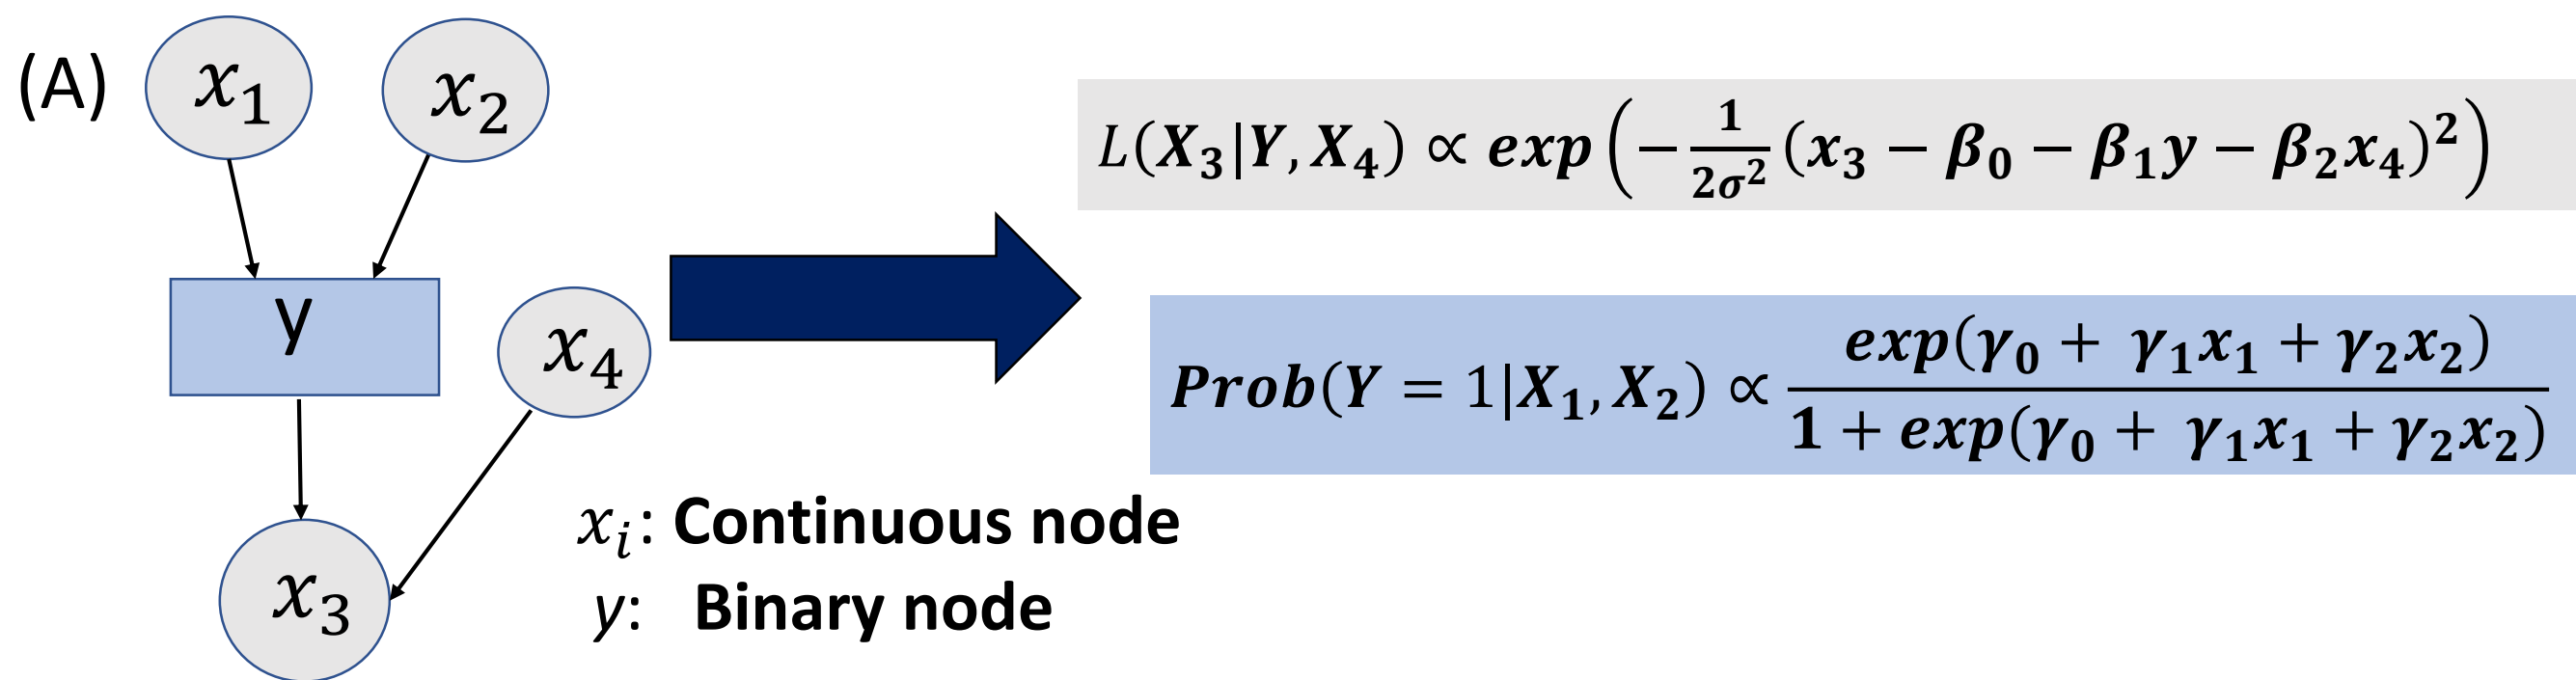 (A)
x₁
x₂
y
x₄
x₃
L(X₃|Y, X₄) ∝ exp(−1/2σ² (x₃ − β₀ − β₁y − β₂x₄)²)
Prob(Y = 1|X₁, X₂) ∝ exp(γ₀ + γ₁x₁ + γ₂x₂) / 1 + exp(γ₀ + γ₁x₁ + γ₂x₂)
xᵢ: Continuous node
y: Binary node